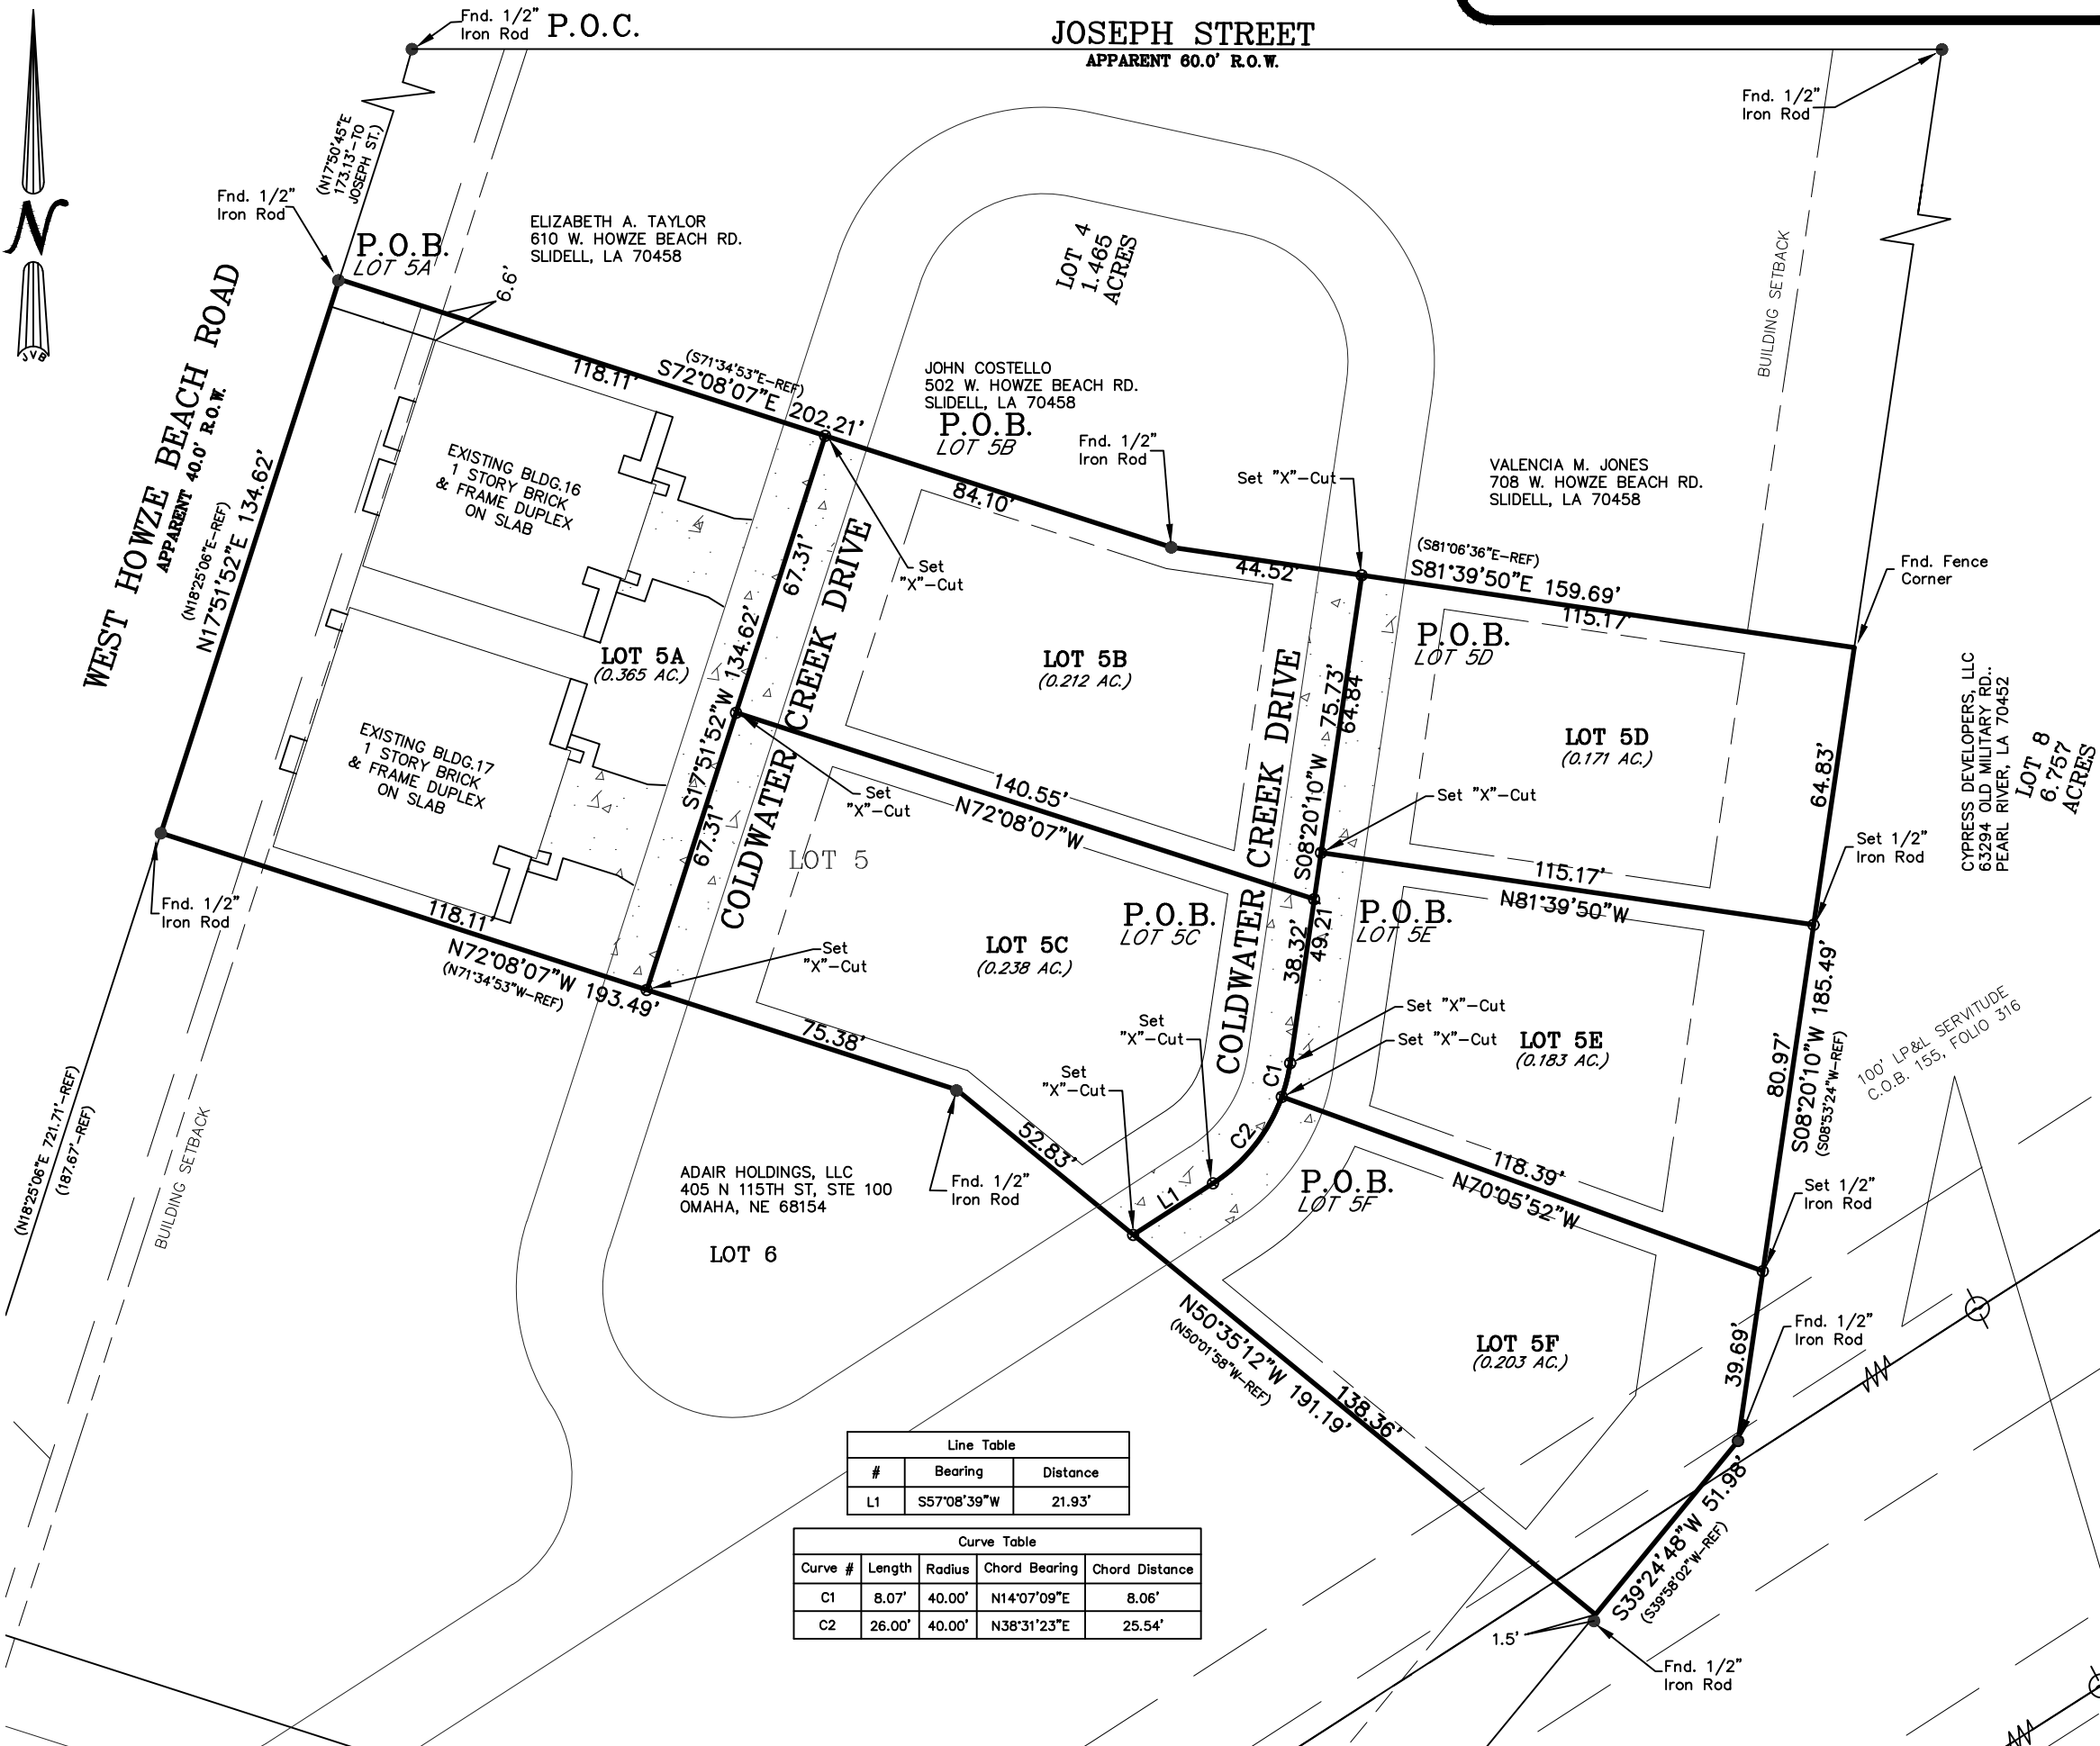 Fnd. 1/2"
Iron Rod
P.O.C.
JOSEPH STREET
APPARENT 60.0' R.O.W.
Fnd. 1/2"
Iron Rod
(N17°50'45"E
173.13'-TO
JOSEPH ST.)
N
JVB
Fnd. 1/2"
Iron Rod
P.O.B.
LOT 5A
ELIZABETH A. TAYLOR
610 W. HOWZE BEACH RD.
SLIDELL, LA 70458
6.6'
LOT 4
1.465
ACRES
BUILDING SETBACK
WEST HOWZE BEACH ROAD
APPARENT 40.0' R.O.W.
(N18°25'06"E-REF)
N17°51'52"E 134.62'
118.11'
(S71°34'53"E-REF)
S72°08'07"E 202.21'
JOHN COSTELLO
502 W. HOWZE BEACH RD.
SLIDELL, LA 70458
P.O.B.
LOT 5B
Fnd. 1/2"
Iron Rod
Set "X"-Cut
VALENCIA M. JONES
708 W. HOWZE BEACH RD.
SLIDELL, LA 70458
84.10'
44.52'
(S81°06'36"E-REF)
S81°39'50"E 159.69'
115.17'
Fnd. Fence
Corner
EXISTING BLDG.16
1 STORY BRICK
& FRAME DUPLEX
ON SLAB
67.31'
Set
"X"-Cut
COLDWATER CREEK DRIVE
LOT 5A
(0.365 AC.)
S17°51'52"W 134.62'
LOT 5B
(0.212 AC.)
COLDWATER CREEK DRIVE
S08°20'10"W 75.73'
64.84'
P.O.B.
LOT 5D
LOT 5D
(0.171 AC.)
64.83'
CYPRESS DEVELOPERS, LLC
63294 OLD MILITARY RD..
PEARL RIVER, LA 70452
LOT 8
6.757
ACRES
EXISTING BLDG.17
1 STORY BRICK
& FRAME DUPLEX
ON SLAB
67.31'
Set
"X"-Cut
140.55'
N72°08'07"W
Set "X"-Cut
LOT 5
115.17'
N81°39'50"W
Set 1/2"
Iron Rod
Fnd. 1/2"
Iron Rod
118.11'
N72°08'07"W 193.49'
(N71°34'53"W-REF)
Set
"X"-Cut
LOT 5C
(0.238 AC.)
P.O.B.
LOT 5C
38.32'
49.21'
P.O.B.
LOT 5E
S08°20'10"W 185.49'
(S08°53'24"W-REF)
80.97'
75.38'
Set
"X"-Cut
Set
"X"-Cut
C1
Set "X"-Cut
Set "X"-Cut
LOT 5E
(0.183 AC.)
100' LP&L SERVITUDE
C.O.B. 155, FOLIO 316
(N18°25'06"E 721.71'-REF)
(187.67'-REF)
BUILDING SETBACK
ADAIR HOLDINGS, LLC
405 N 115TH ST, STE 100
OMAHA, NE 68154
LOT 6
Fnd. 1/2"
Iron Rod
52.83'
L1
C2
P.O.B.
LOT 5F
118.39'
N70°05'52"W
Set 1/2"
Iron Rod
N50°35'12"W 191.19'
(N50°01'58"W-REF)
138.36'
LOT 5F
(0.203 AC.)
39.69'
Fnd. 1/2"
Iron Rod
S39°24'48"W 51.98'
(S39°58'02"W-REF)
1.5'
Fnd. 1/2"
Iron Rod
Line Table
# Bearing Distance
L1 S57°08'39"W 21.93'
Curve Table
Curve # Length Radius Chord Bearing Chord Distance
C1 8.07' 40.00' N14°07'09"E 8.06'
C2 26.00' 40.00' N38°31'23"E 25.54'